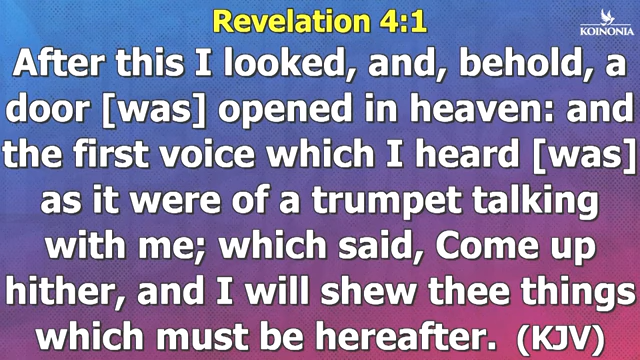 Revelation 4:1
KOINONIA
After this I looked, and, behold, a
door [was] opened in heaven: and
the first voice which I heard [was]
as it were of a trumpet talking
with me; which said, Come up
hither, and I will shew thee things
which must be hereafter. (KJV)